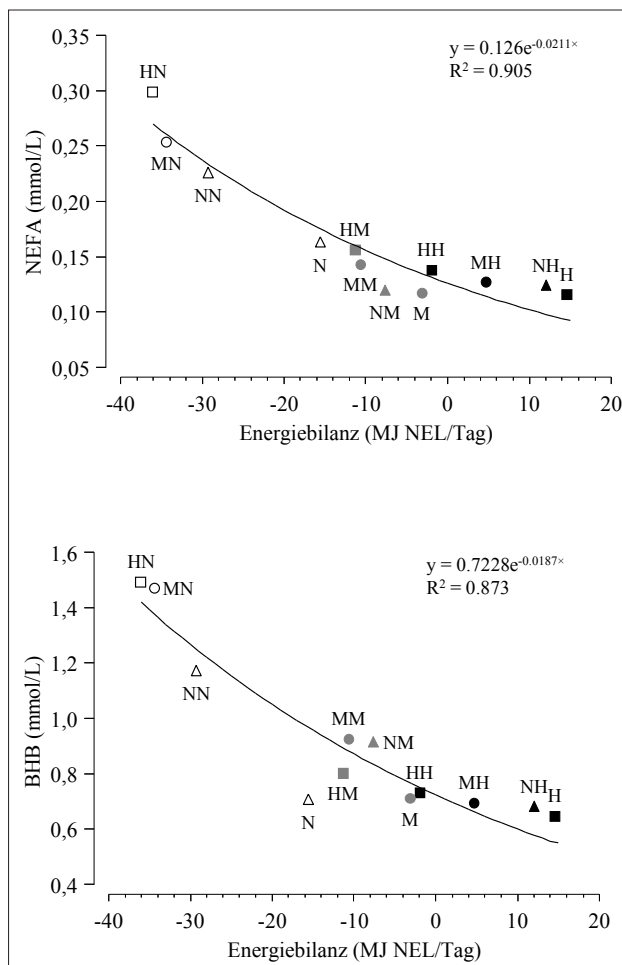 y = 0.126e^-0.0211×
R² = 0.905
NEFA (mmol/L)
0,35
0,30
0,25
0,20
0,15
0,10
0,05
HN
MN
NN
N
HM
MM
NM
HH
M
MH
NH
H
-40 -30 -20 -10 0 10 20
Energiebilanz (MJ NEL/Tag)
y = 0.7228e^-0.0187×
R² = 0.873
BHB (mmol/L)
1,6
1,4
1,2
1,0
0,8
0,6
0,4
HN
MN
NN
N
MM
NM
HM
HH
M
MH
NH
H
-40 -30 -20 -10 0 10 20
Energiebilanz (MJ NEL/Tag)